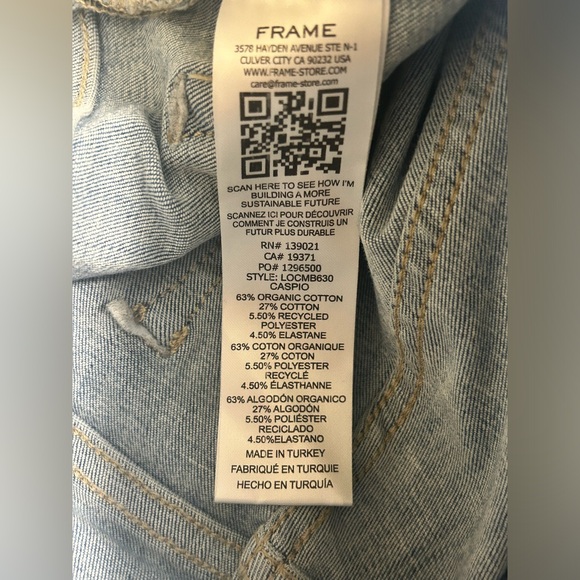 FRAME
3578 HAYDEN AVENUE STE N-1
CULVER CITY CA 90232 USA
WWW.FRAME-STORE.COM
care@frame-store.com
SCAN HERE TO SEE HOW I'M
BUILDING A MORE
SUSTAINABLE FUTURE
SCANNEZ ICI POUR DÉCOUVRIR
COMMENT JE CONSTRUIS UN
FUTUR PLUS DURABLE
RN# 139021
CA# 19371
PO# 1296500
STYLE: LOCMB630
CASPIO
63% ORGANIC COTTON
27% COTTON
5.50% RECYCLED
POLYESTER
4.50% ELASTANE
63% COTON ORGANIQUE
27% COTON
5.50% POLYESTER
RECYCLÉ
4.50% ÉLASTHANNE
63% ALGODÓN ORGANICO
27% ALGODÓN
5.50% POLIÉSTER
RECICLADO
4.50%ELASTANO
MADE IN TURKEY
FABRIQUÉ EN TURQUIE
HECHO EN TURQUÍA